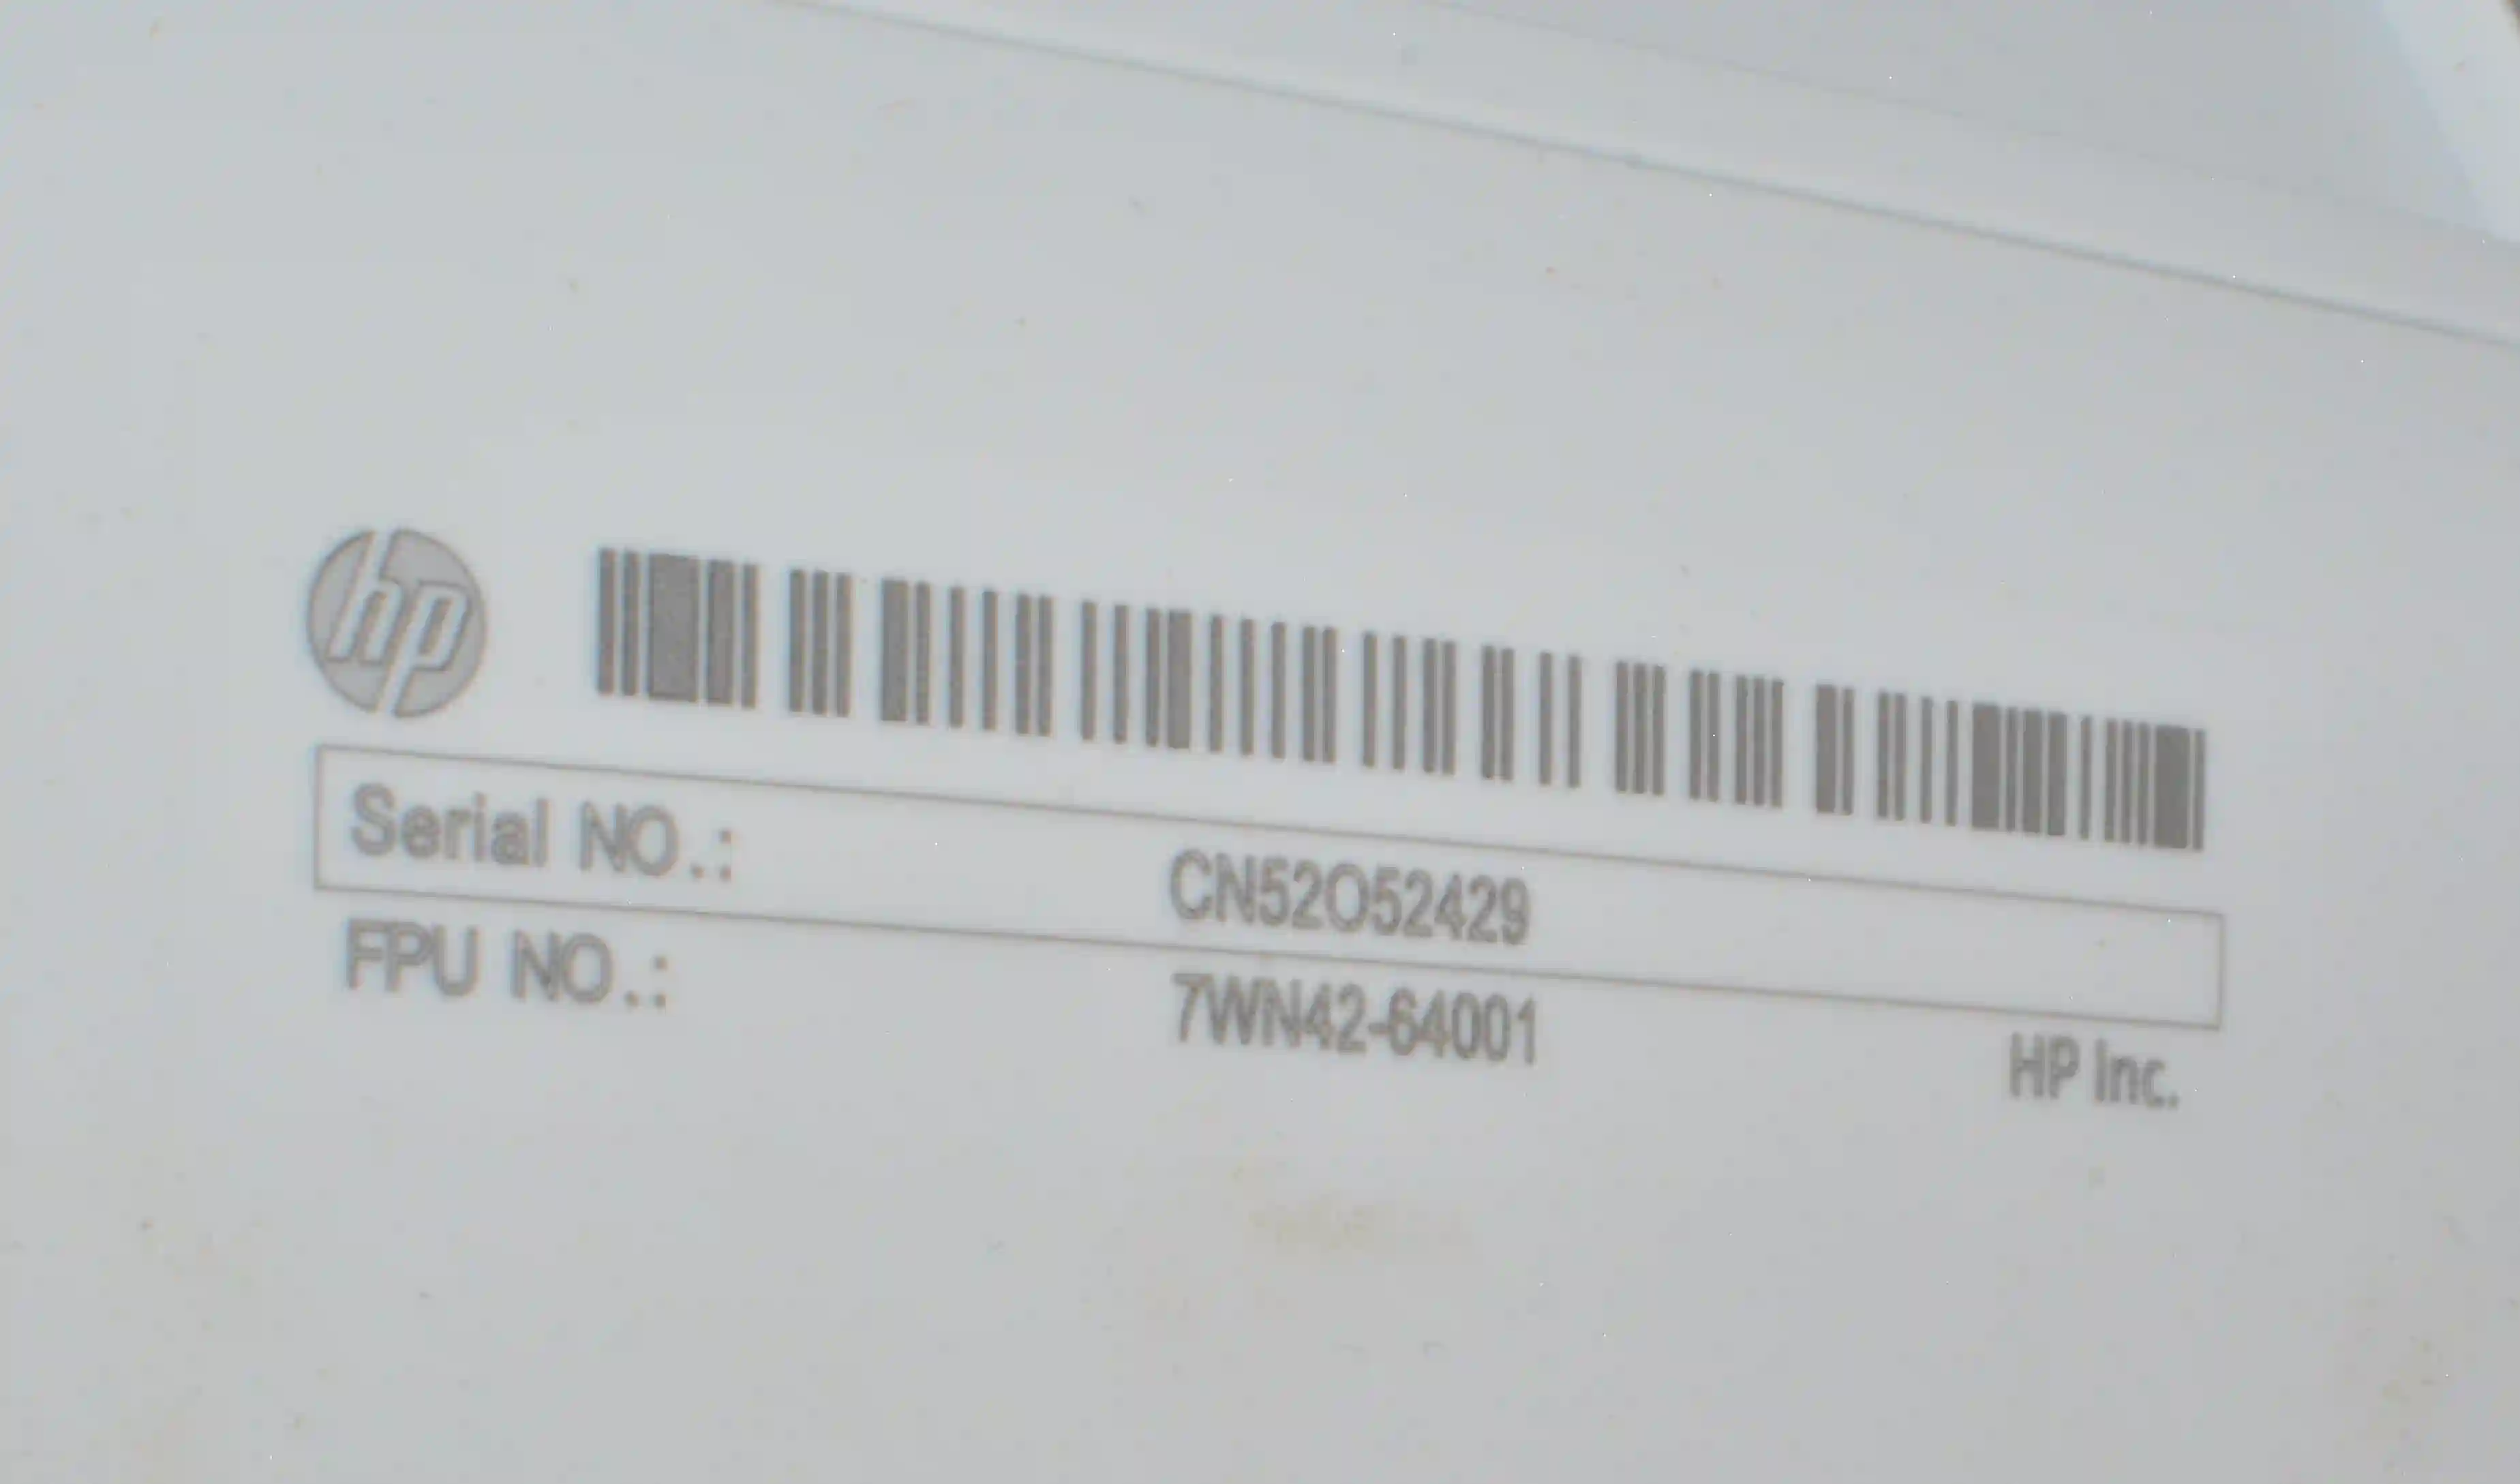 hp
Serial NO.: CN52O52429
FPU NO.: 7WN42-64001
HP Inc.